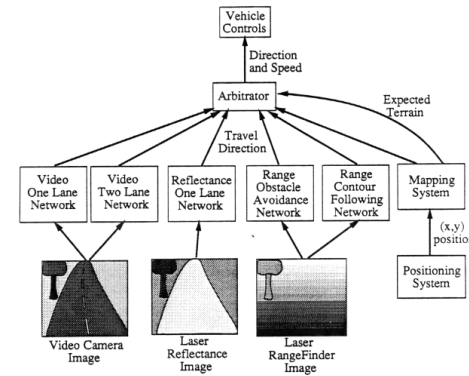 Vehicle
Controls
Direction
and Speed
Arbitrator
Expected
Terrain
Travel
Direction
Video
One Lane
Network
Video
Two Lane
Network
Reflectance
One Lane
Network
Range
Obstacle
Avoidance
Network
Range
Contour
Following
Network
Mapping
System
(x,y)
positio
Positioning
System
Video Camera
Image
Laser
Reflectance
Image
Laser
RangeFinder
Image